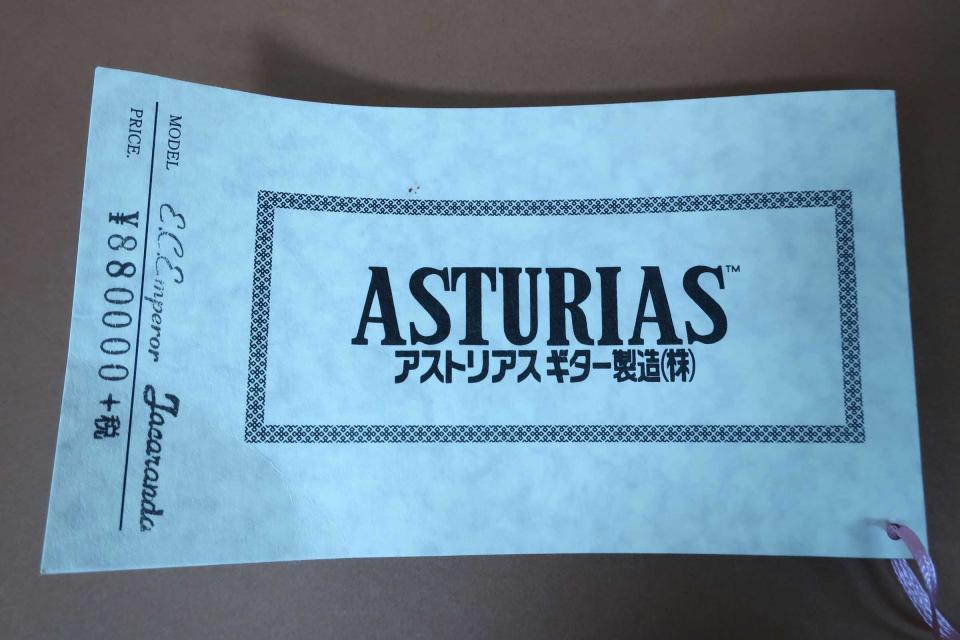 ASTURIAS™
アストリアスギター製造(株)
MODEL E.C.Emperor Jacaranda
PRICE. ¥880000+税